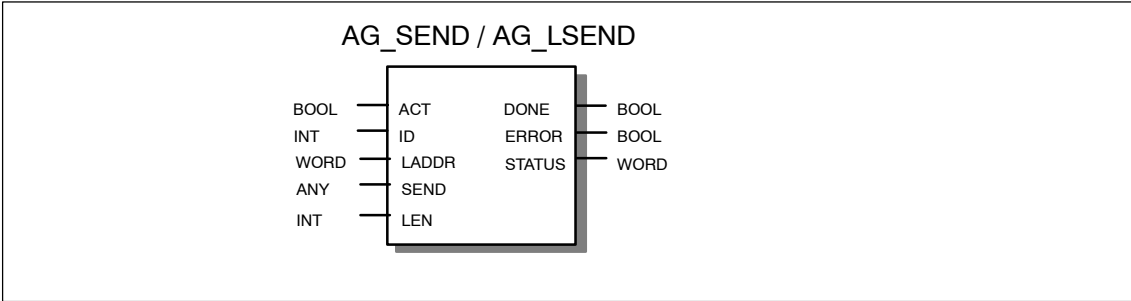 AG_SEND / AG_LSEND
BOOL ACT DONE BOOL
INT ID ERROR BOOL
WORD LADDR STATUS WORD
ANY SEND
INT LEN